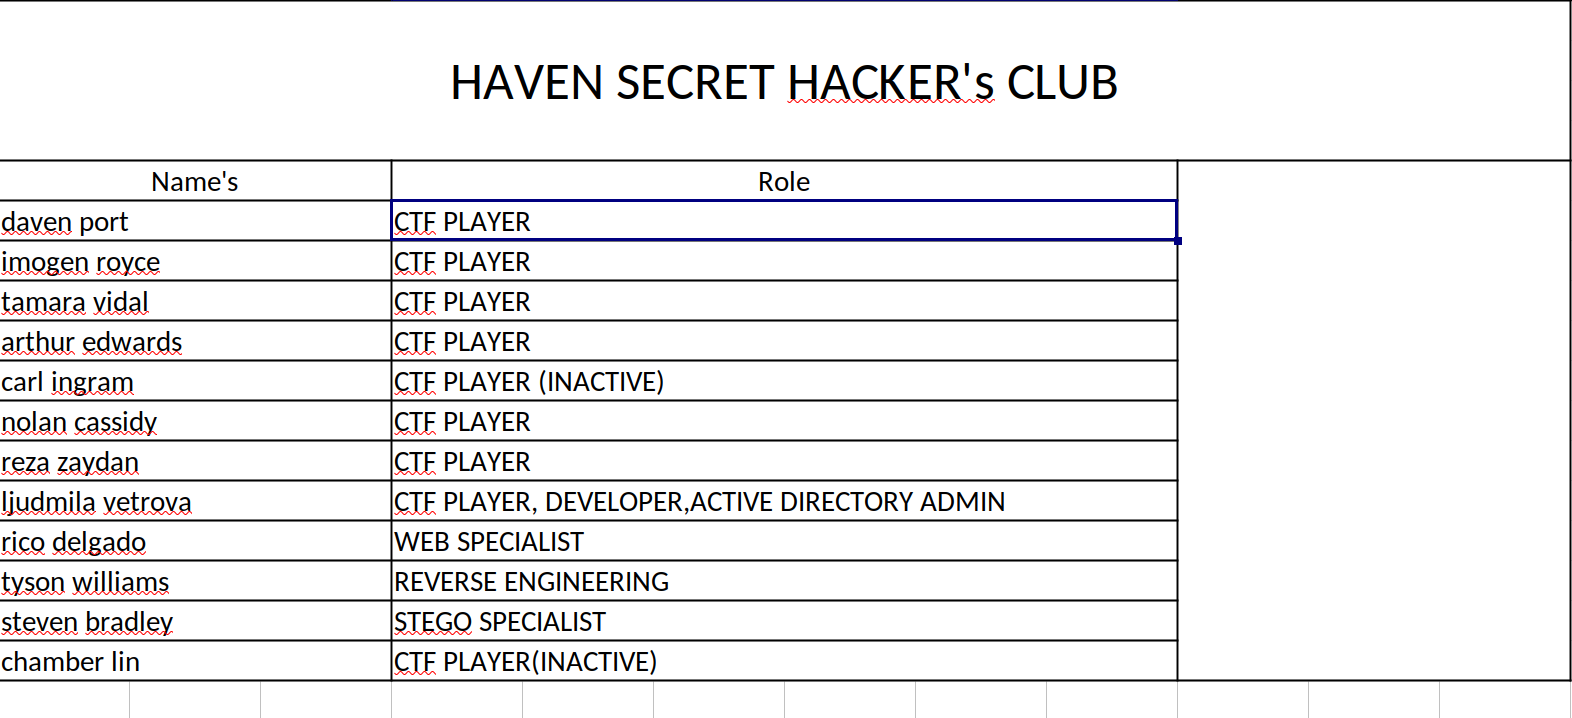 HAVEN SECRET HACKER's CLUB
Name's Role
daven port CTF PLAYER
imogen royce CTF PLAYER
tamara vidal CTF PLAYER
arthur edwards CTF PLAYER
carl ingram CTF PLAYER (INACTIVE)
nolan cassidy CTF PLAYER
reza zaydan CTF PLAYER
ljudmila vetrova CTF PLAYER, DEVELOPER,ACTIVE DIRECTORY ADMIN
rico delgado WEB SPECIALIST
tyson williams REVERSE ENGINEERING
steven bradley STEGO SPECIALIST
chamber lin CTF PLAYER(INACTIVE)